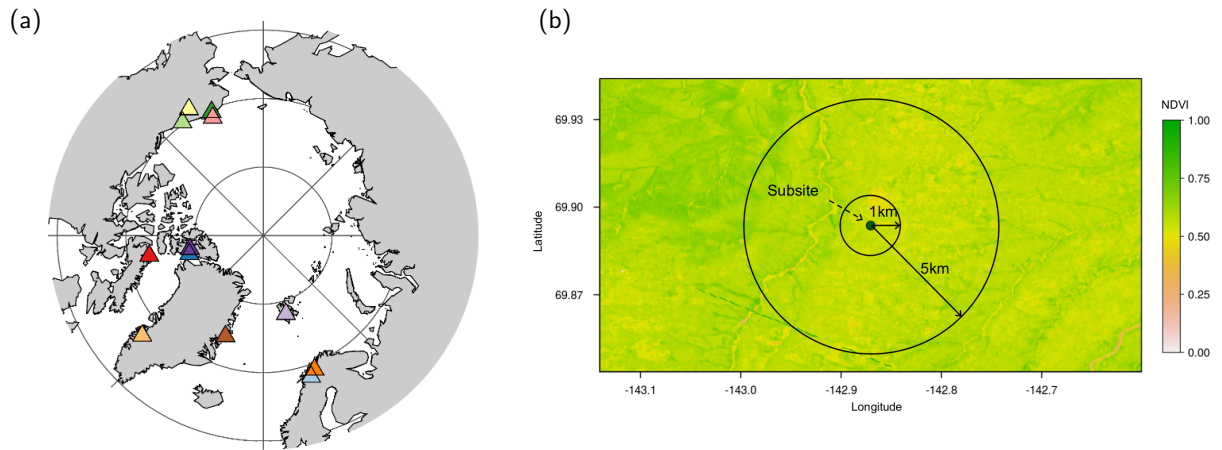 (a)
(b)
NDVI
1.00
0.75
0.50
0.25
0.00
69.93
69.90
69.87
Latitude
Subsite
1km
5km
-143.1
-143.0
-142.9
-142.8
-142.7
Longitude